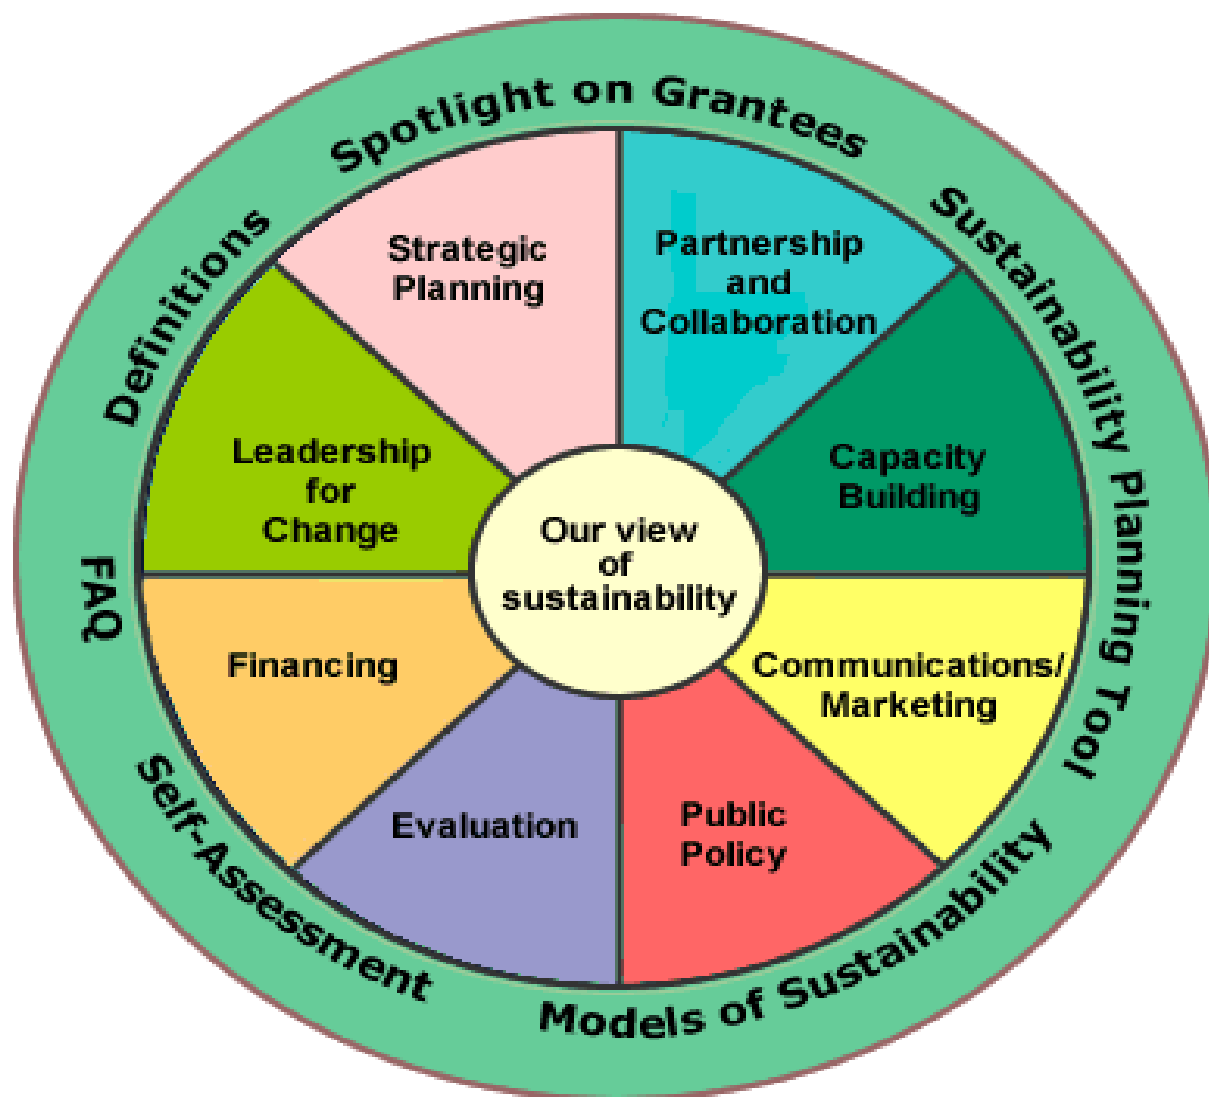 Spotlight on Grantees
Sustainability Planning Tool
Models of Sustainability
Self-Assessment
FAQ
Definitions
Strategic
Planning
Partnership
and
Collaboration
Capacity
Building
Communications/
Marketing
Public
Policy
Evaluation
Financing
Leadership
for
Change
Our view
of
sustainability